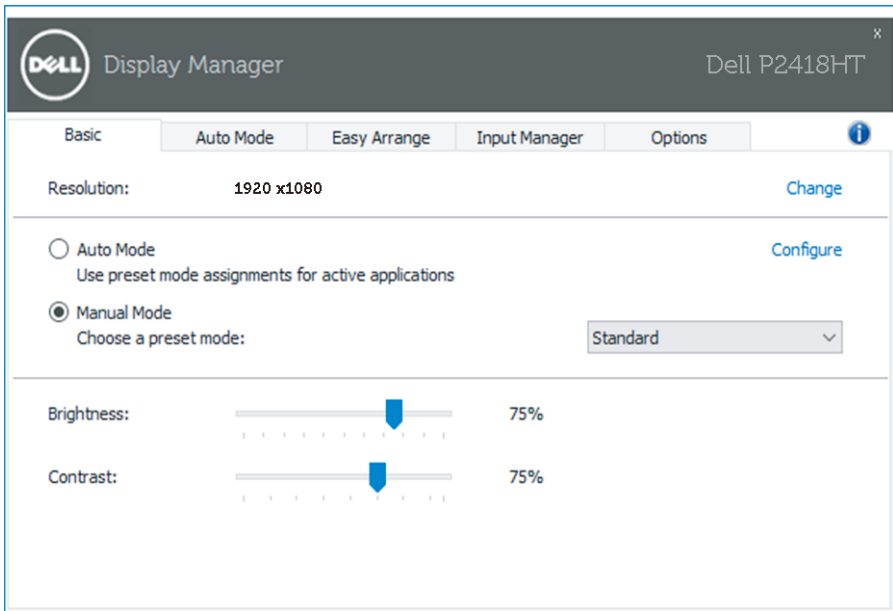 DELL Display Manager Dell P2418HT X
Basic Auto Mode Easy Arrange Input Manager Options i
Resolution: 1920 x1080 Change
Auto Mode Configure
Use preset mode assignments for active applications
Manual Mode
Choose a preset mode: Standard
Brightness: 75%
Contrast: 75%